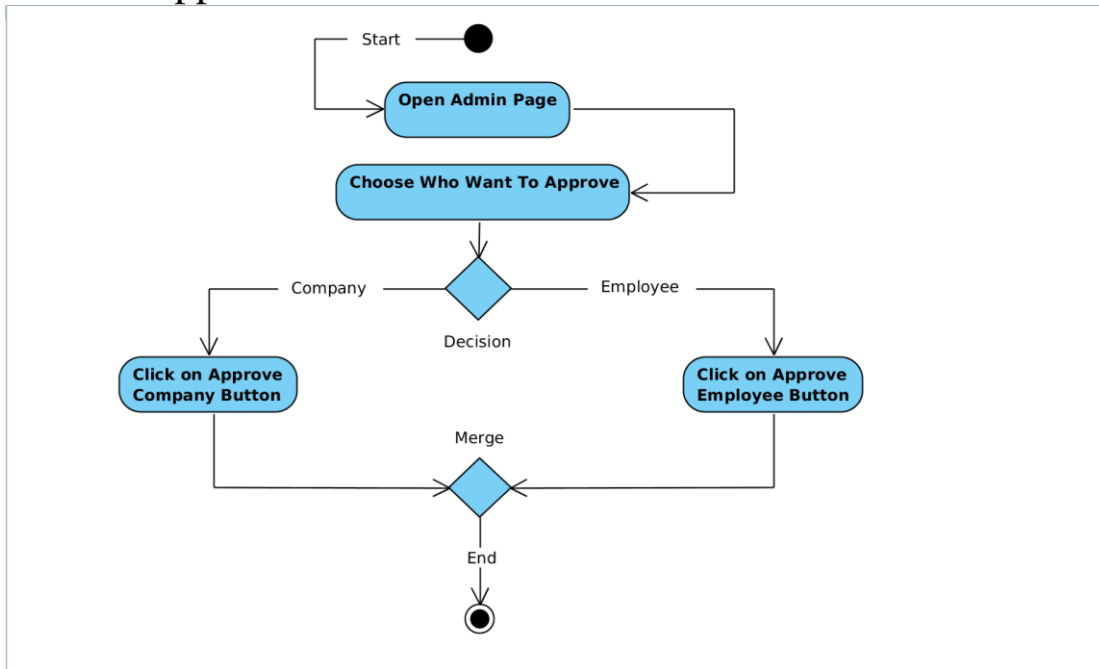 Start
Open Admin Page
Choose Who Want To Approve
Company
Employee
Decision
Click on Approve
Company Button
Click on Approve
Employee Button
Merge
End